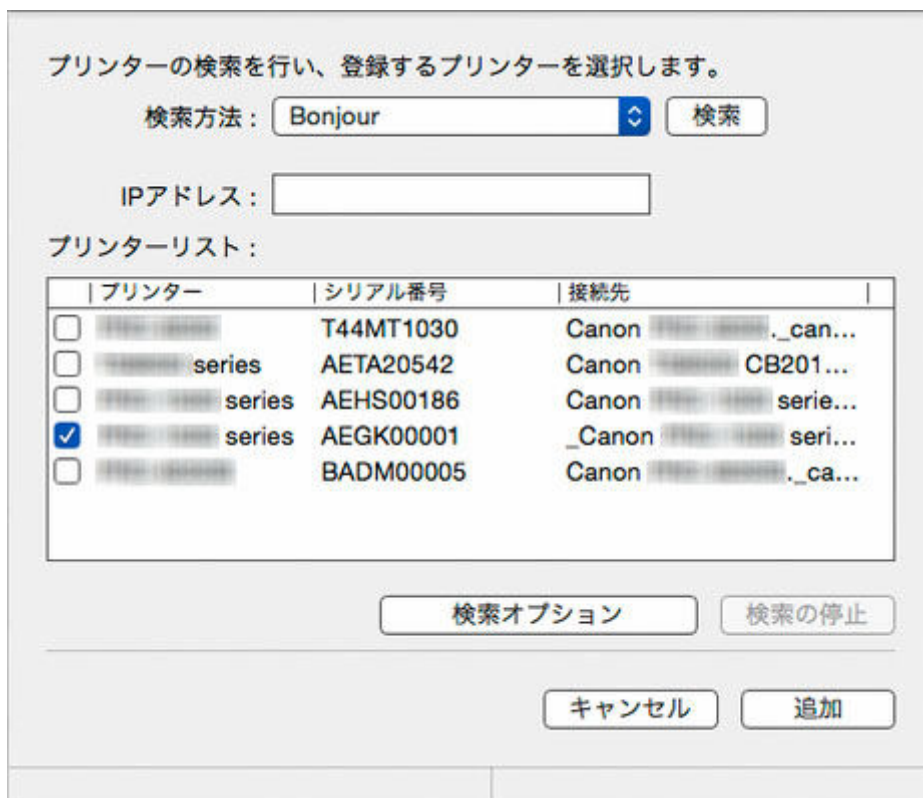 プリンターの検索を行い、登録するプリンターを選択します。
検索方法： Bonjour 検索
IPアドレス：
プリンターリスト：
プリンター シリアル番号 接続先
T44MT1030 Canon ._can...
series AETA20542 Canon CB201...
series AEHS00186 Canon serie...
series AEGK00001 _Canon seri...
BADM00005 Canon ._ca...
検索オプション 検索の停止
キャンセル 追加